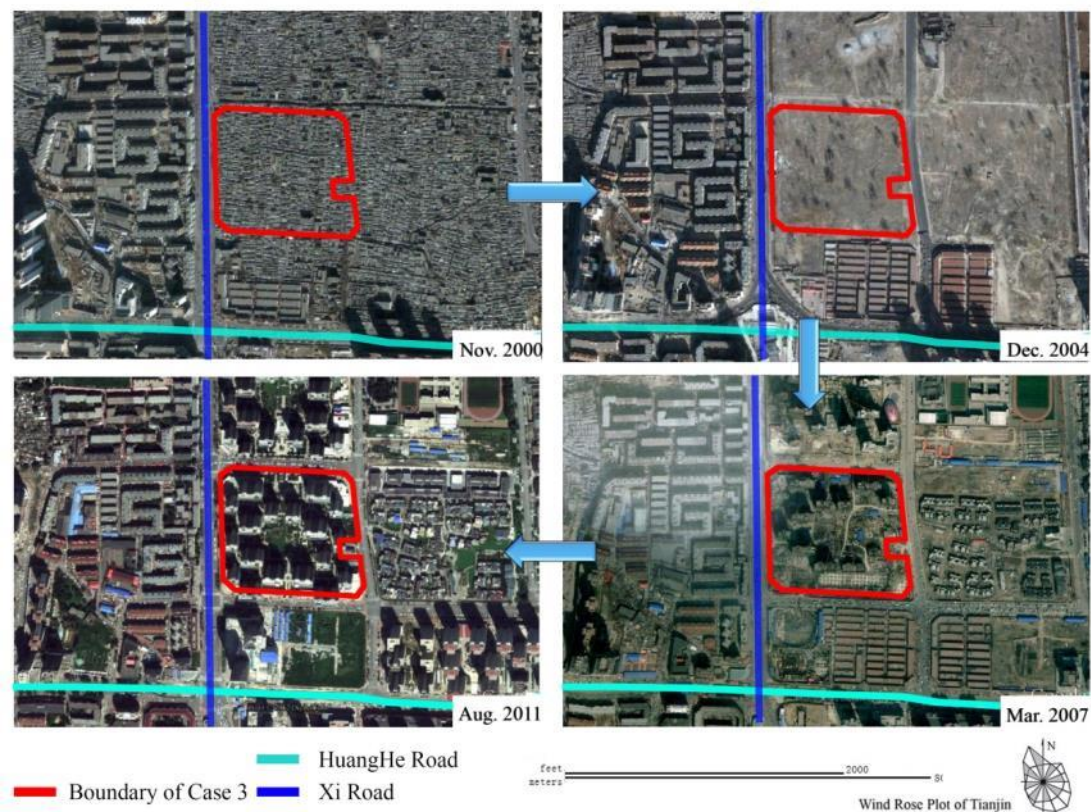 Nov. 2000
Dec. 2004
Aug. 2011
Mar. 2007
HuangHe Road
Boundary of Case 3
Xi Road
feet
2000
meters
N
Wind Rose Plot of Tianjin